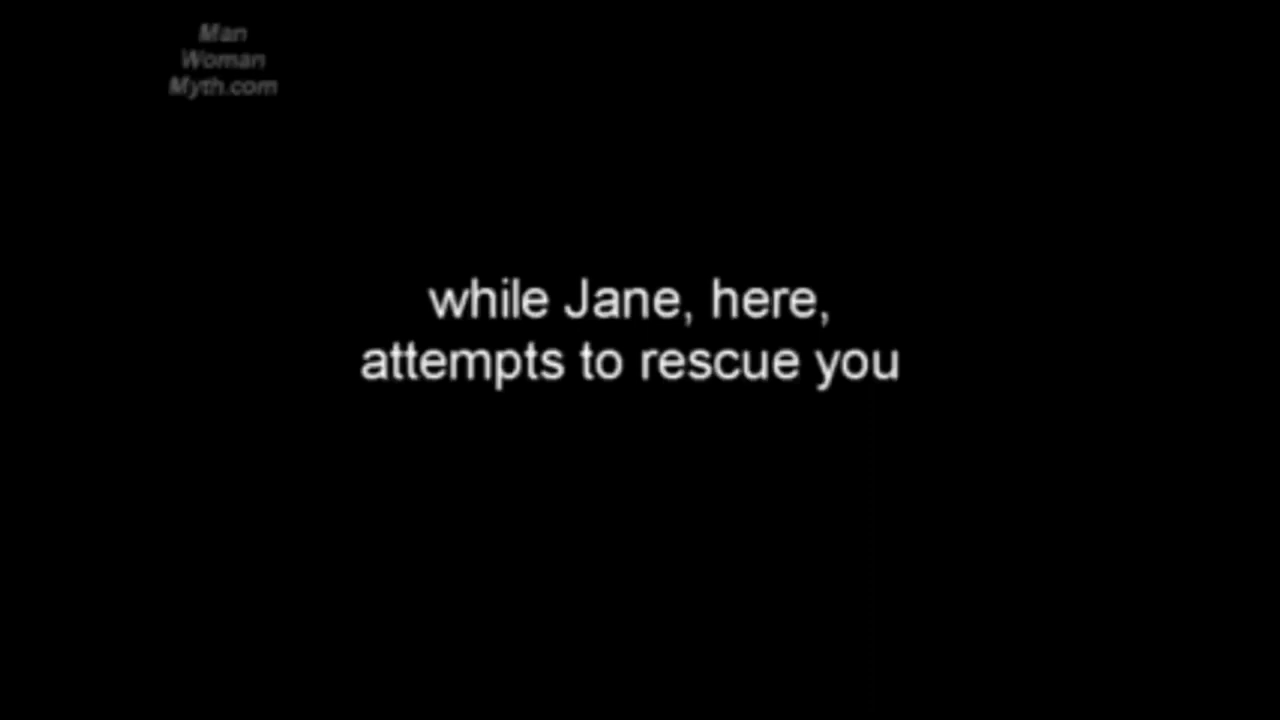 Man
Woman
Myth.com
while Jane, here,
attempts to rescue you